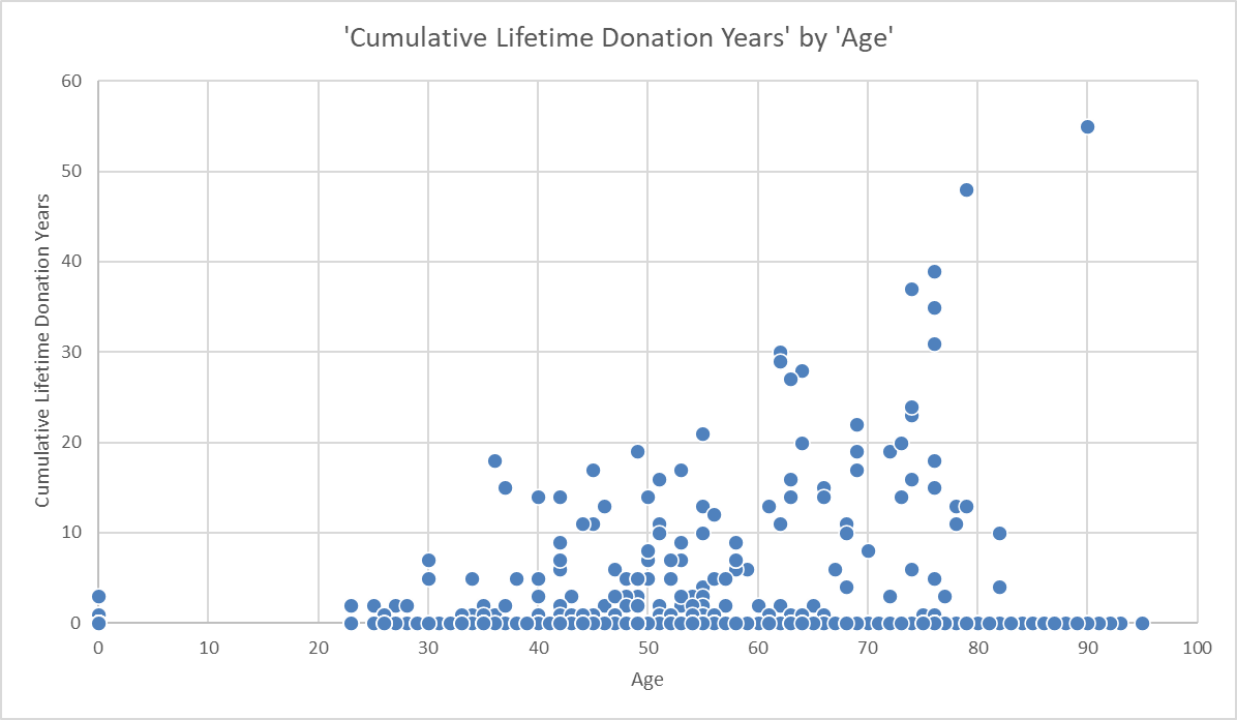 'Cumulative Lifetime Donation Years' by 'Age'
60
50
40
30
20
10
0
Cumulative Lifetime Donation Years
0 10 20 30 40 50 60 70 80 90 100
Age